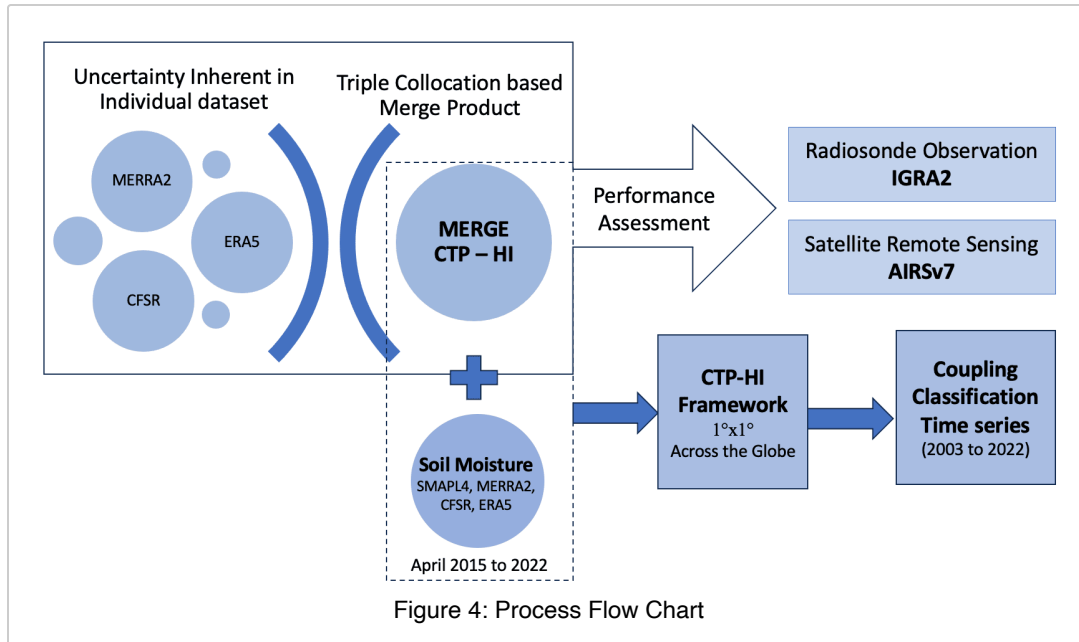 Uncertainty Inherent in
Individual dataset
MERRA2
ERA5
CFSR
Triple Collocation based
Merge Product
MERGE
CTP – HI
Performance
Assessment
Radiosonde Observation
IGRA2
Satellite Remote Sensing
AIRSv7
Soil Moisture
SMAPL4, MERRA2,
CFSR, ERA5
April 2015 to 2022
CTP-HI
Framework
1°x1°
Across the Globe
Coupling
Classification
Time series
(2003 to 2022)
Figure 4: Process Flow Chart